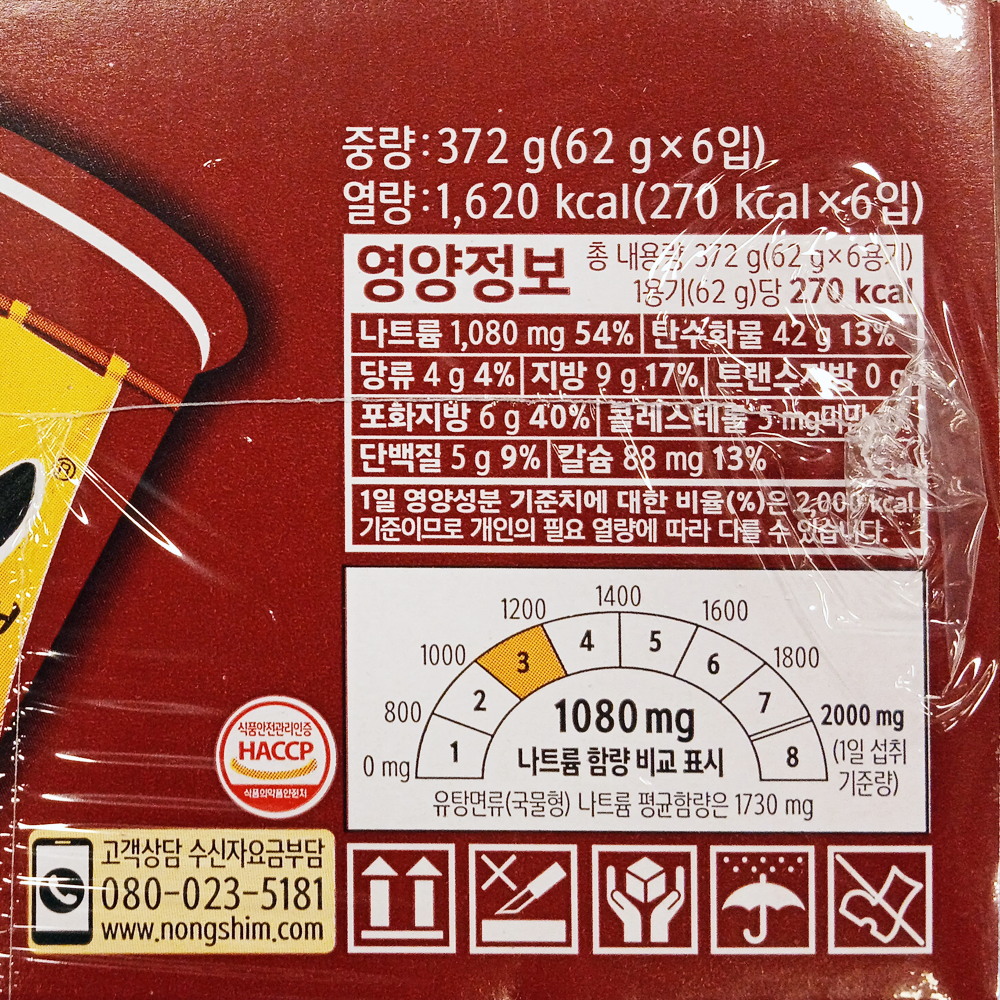 중량:372 g(62 g×6입)
열량:1,620 kcal(270 kcal×6입)
영양정보
총 내용량 372 g(62 g×6용기)
1용기(62 g)당 270 kcal
나트륨 1,080 mg 54% 탄수화물 42 g 13%
당류 4 g 4% 지방 9 g 17% 트랜스지방 0 g
포화지방 6 g 40% 콜레스테롤 5 mg미만
단백질 5 g 9% 칼슘 88 mg 13%
1일 영양성분 기준치에 대한 비율(%)은 2,000 kcal
기준이므로 개인의 필요 열량에 따라 다를 수 있습니다.
0 mg 800 1000 1200 1400 1600 1800 2000 mg
(1일 섭취
기준량)
1 2 3 4 5 6 7 8
1080 mg
나트륨 함량 비교 표시
유탕면류(국물형) 나트륨 평균함량은 1730 mg
식품안전관리인증
HACCP
식품의약품안전처
고객상담 수신자요금부담
080-023-5181
www.nongshim.com